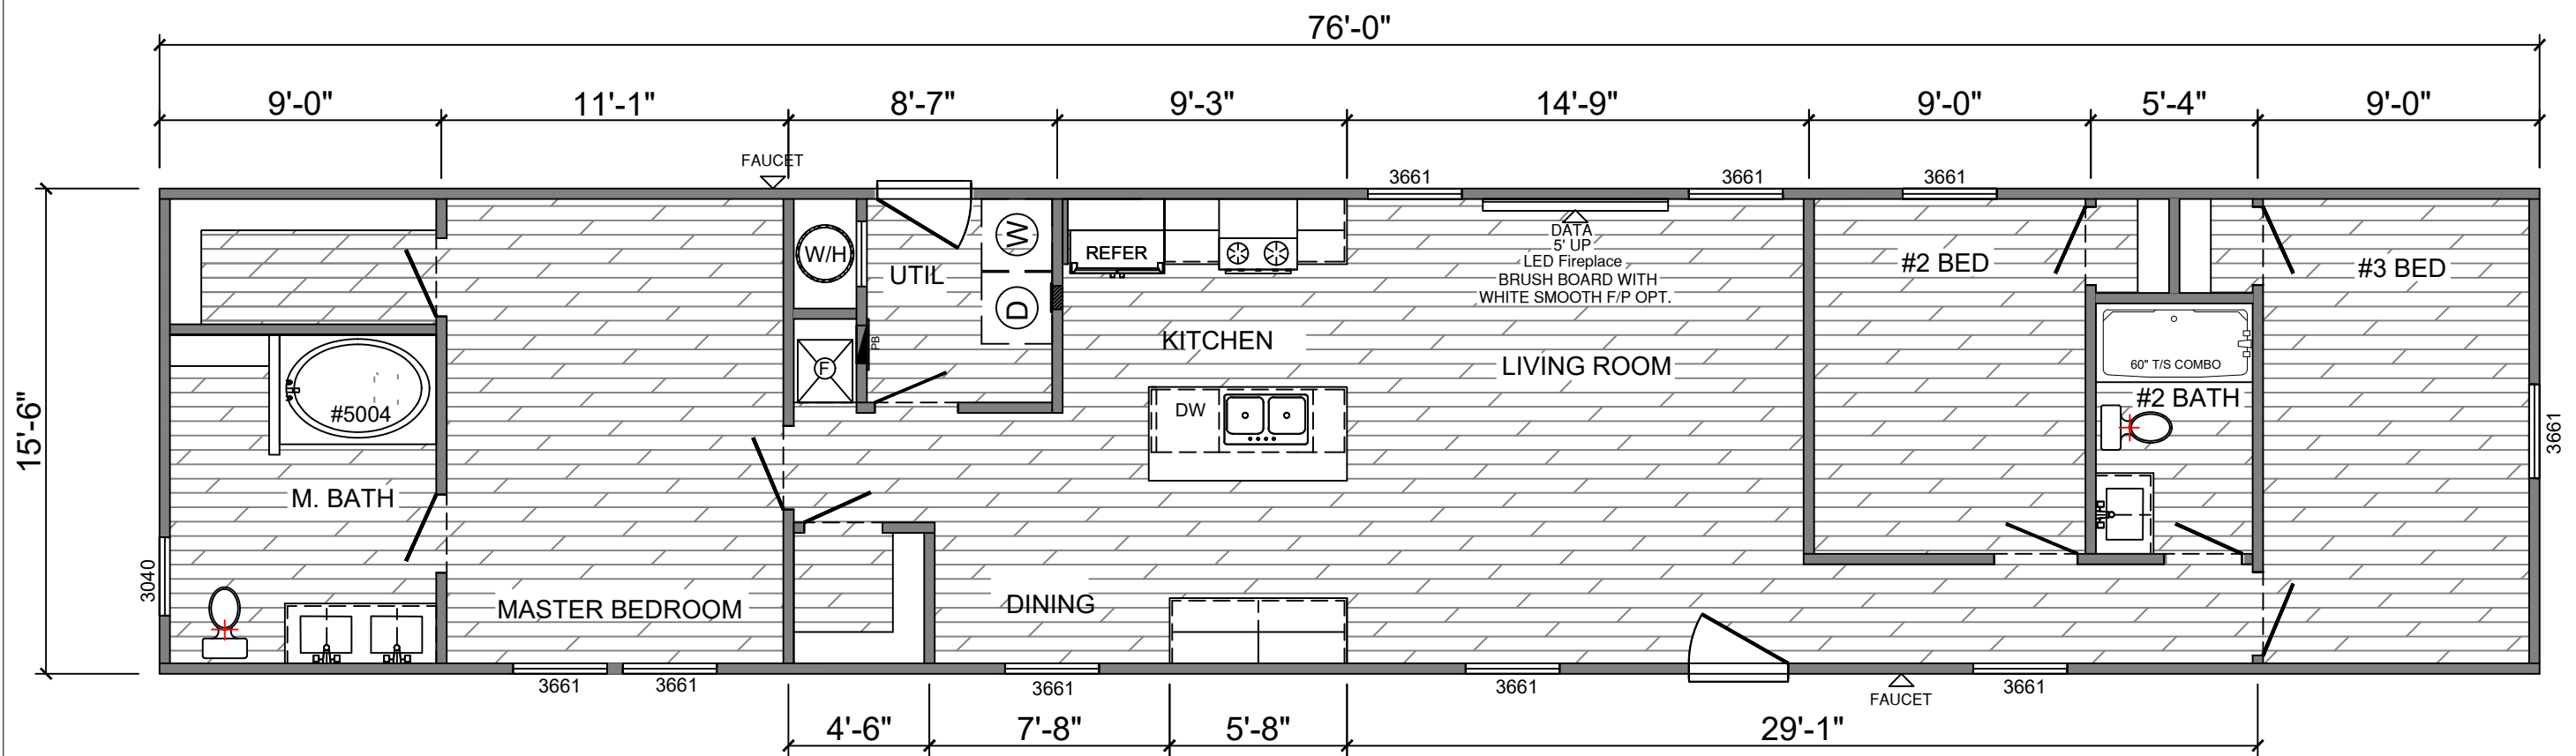 76'-0"
9'-0"
11'-1"
8'-7"
9'-3"
14'-9"
9'-0"
5'-4"
9'-0"
FAUCET
3661
3661
3661
W/H
UTIL
W
D
REFER
DATA
5' UP
LED Fireplace
BRUSH BOARD WITH
WHITE SMOOTH F/P OPT.
#2 BED
#3 BED
PB
F
KITCHEN
LIVING ROOM
60" T/S COMBO
#2 BATH
#5004
DW
15'-6"
3661
M. BATH
3040
MASTER BEDROOM
DINING
3661
3661
3661
3661
FAUCET
3661
4'-6"
7'-8"
5'-8"
29'-1"